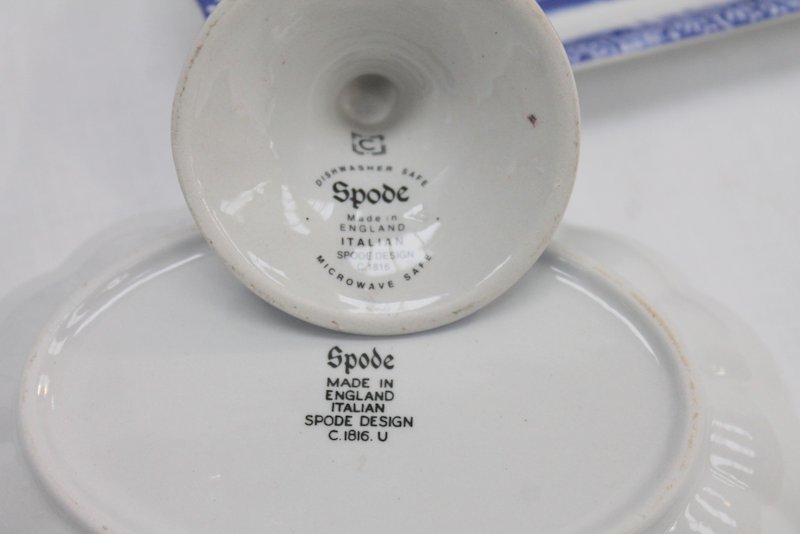 C
DISHWASHER SAFE
Spode
Made in
ENGLAND
ITALIAN
SPODE DESIGN
C.1816
MICROWAVE SAFE
Spode
MADE IN
ENGLAND
ITALIAN
SPODE DESIGN
C.1816. U